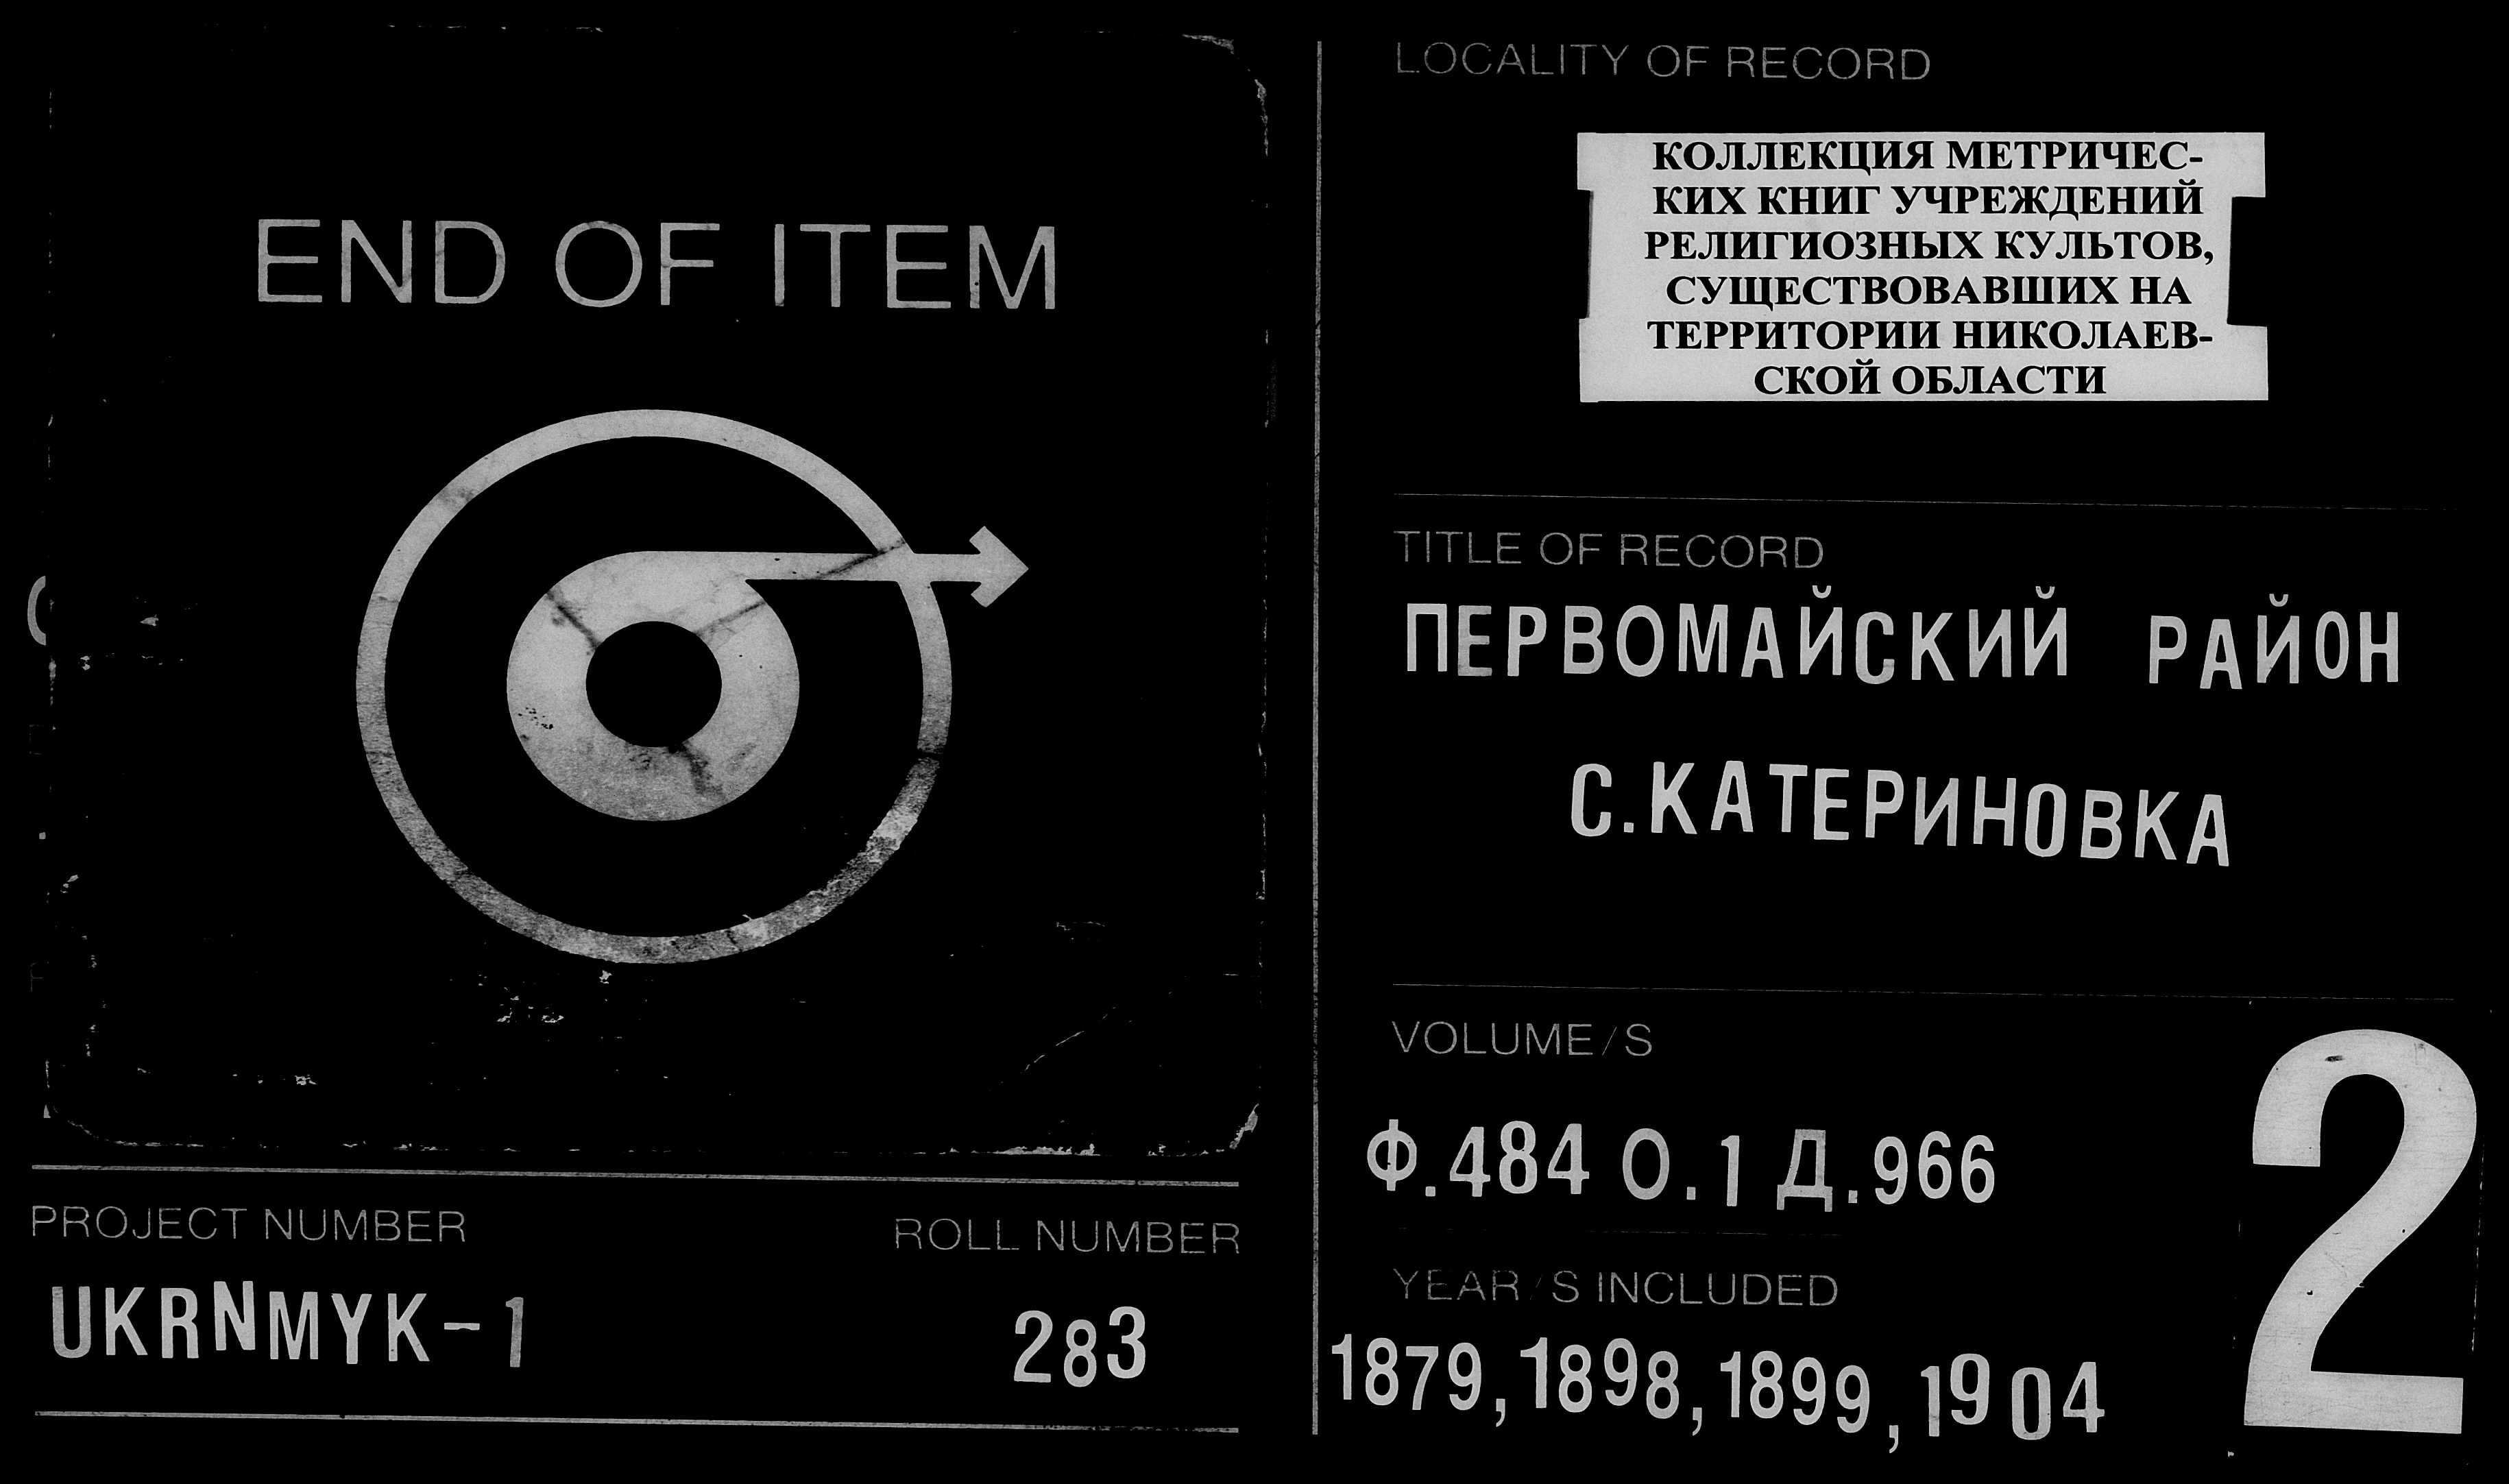 END OF ITEM
PROJECT NUMBER
UKRNMYK-1
ROLL NUMBER
283
LOCALITY OF RECORD
КОЛЛЕКЦИЯ МЕТРИЧЕС-
КИХ КНИГ УЧРЕЖДЕНИЙ
РЕЛИГИОЗНЫХ КУЛЬТОВ,
СУЩЕСТВОВАВШИХ НА
ТЕРРИТОРИИ НИКОЛАЕВ-
СКОЙ ОБЛАСТИ
TITLE OF RECORD
ПЕРВОМАЙСКИЙ РАЙОН
С.КАТЕРИНОВКА
VOLUME/S
Ф.484 О.1 Д.966
YEAR/S INCLUDED
1879,1898,1899,1904
2